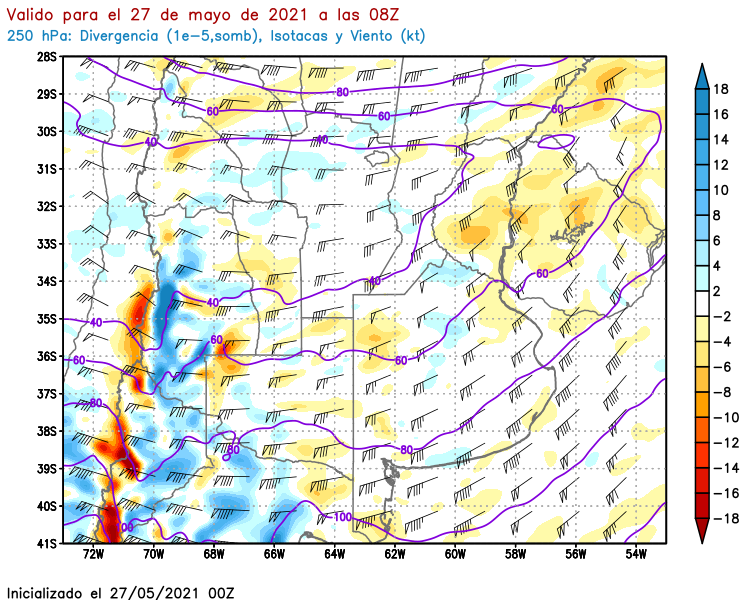 Valido para el 27 de mayo de 2021 a las 08Z
250 hPa: Divergencia (1e-5,somb), Isotacas y Viento (kt)
28S
29S
30S
31S
32S
33S
34S
35S
36S
37S
38S
39S
40S
41S
72W 70W 68W 66W 64W 62W 60W 58W 56W 54W
80
60
60
60
40
40
40
40
40
60
60
60
60
80
80
80
100
00
18
16
14
12
10
8
6
4
2
-2
-4
-6
-8
-10
-12
-14
-16
-18
Inicializado el 27/05/2021 00Z